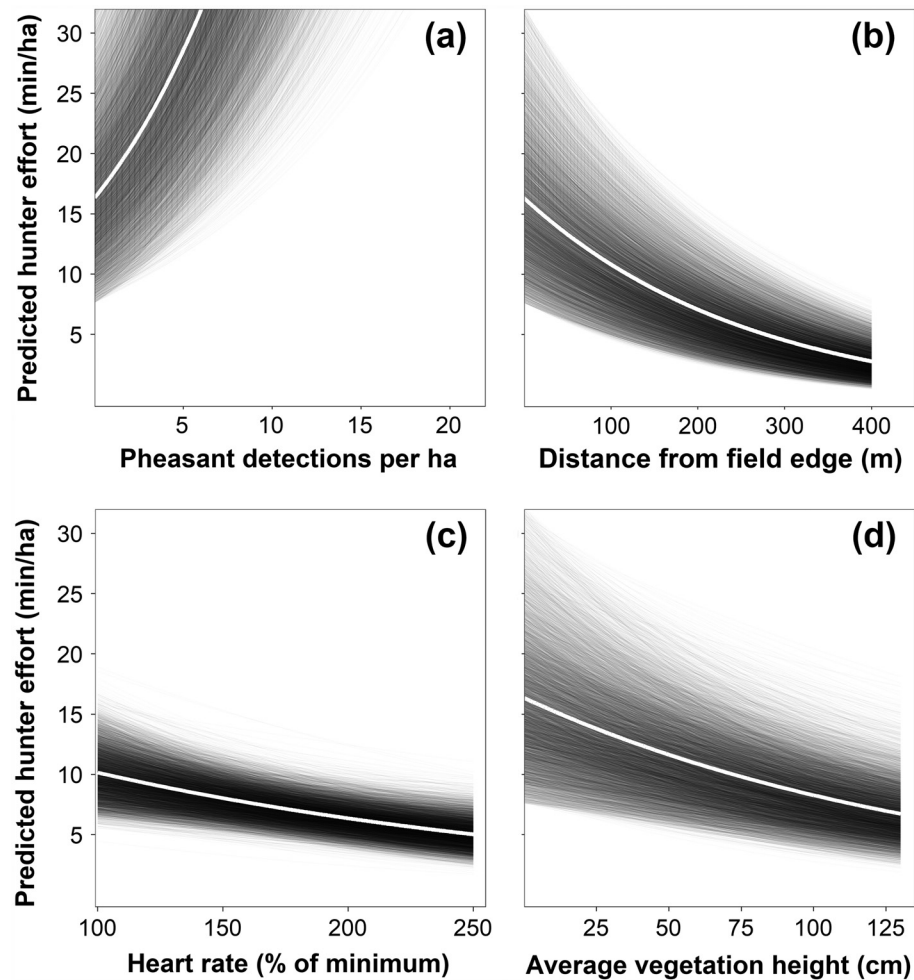 (a)
Predicted hunter effort (min/ha)
30
25
20
15
10
5
5 10 15 20
Pheasant detections per ha
(b)
100 200 300 400
Distance from field edge (m)
(c)
Predicted hunter effort (min/ha)
30
25
20
15
10
5
100 150 200 250
Heart rate (% of minimum)
(d)
25 50 75 100 125
Average vegetation height (cm)